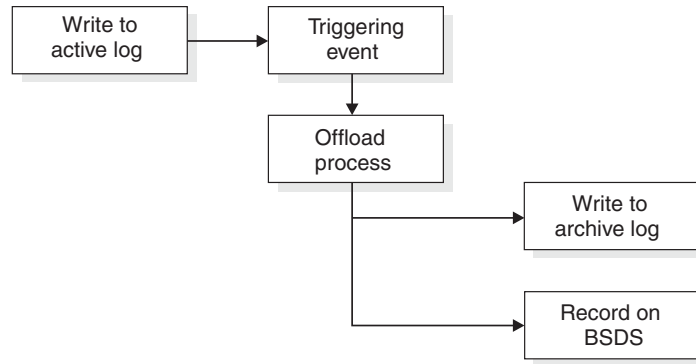 Write to
active log
Triggering
event
Offload
process
Write to
archive log
Record on
BSDS